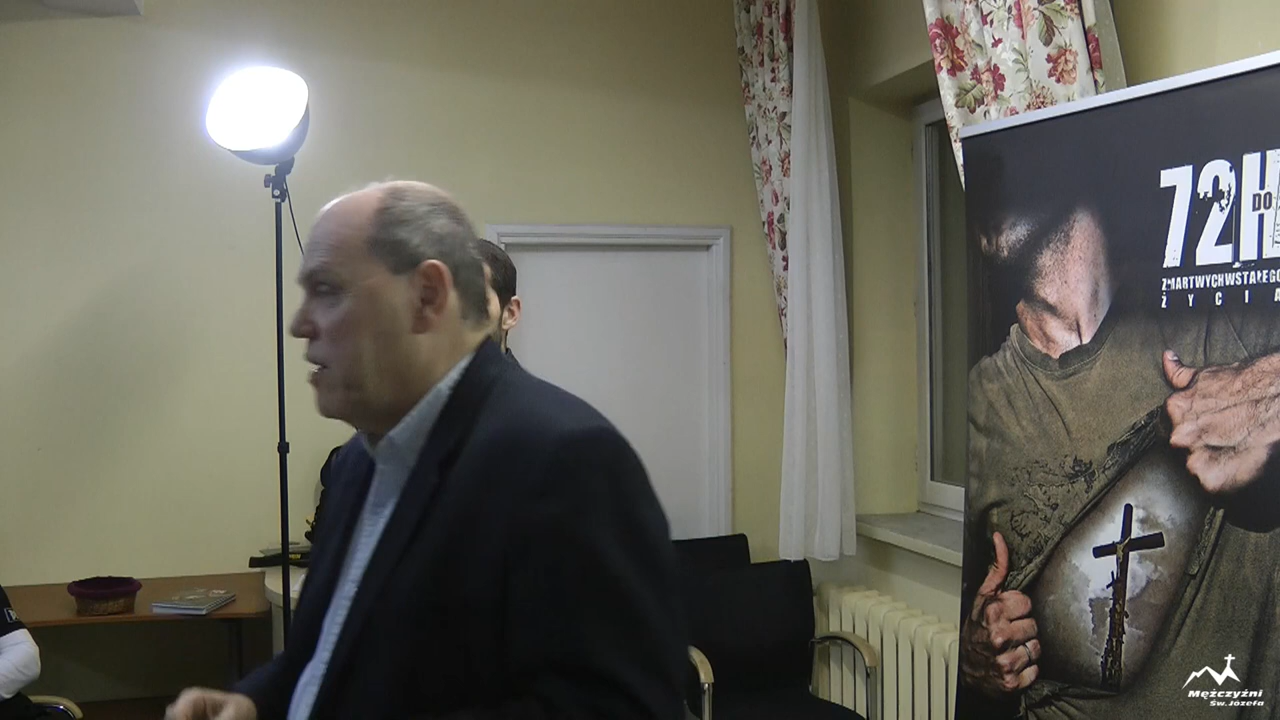 72H
DO
ZMARTWYCHWSTAŁEGO
ŻYCIA
Mężczyźni
Św. Józefa